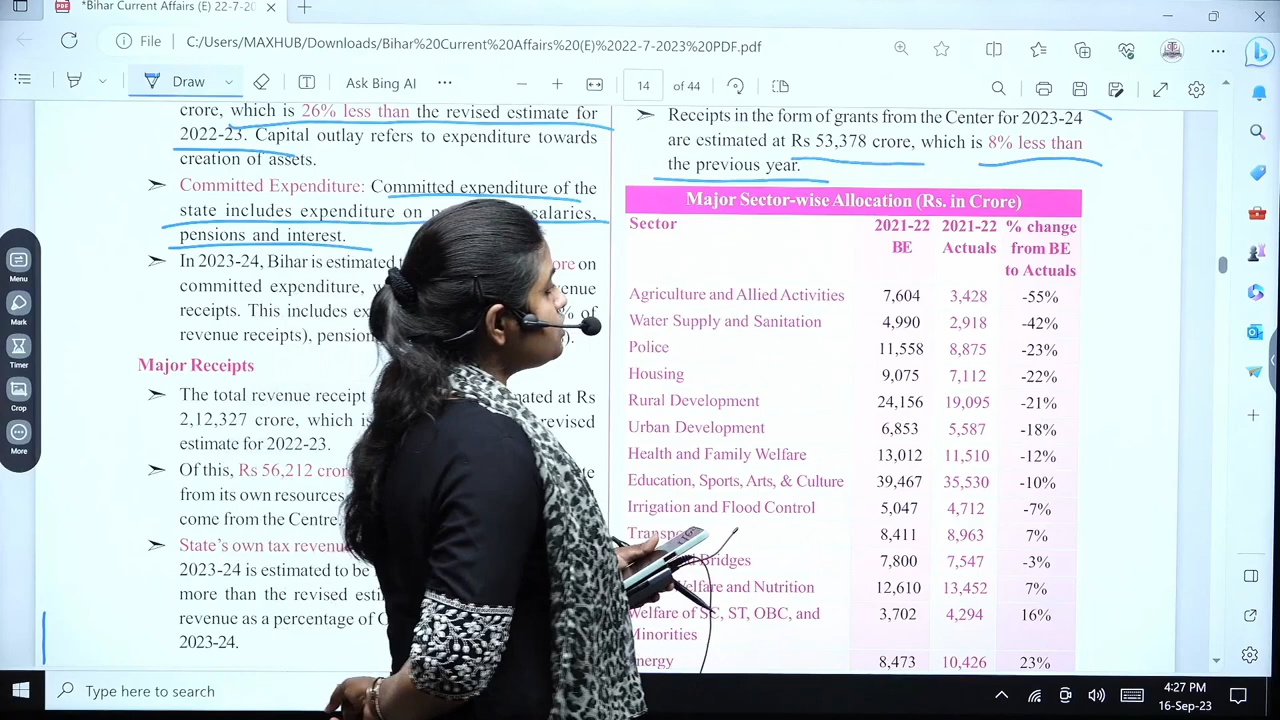 *Bihar Current Affairs (E) 22-7-20
File C:/Users/MAXHUB/Downloads/Bihar%20Current%20Affairs%20(E)%2022-7-2023%20PDF.pdf
Draw
Ask Bing AI
14 of 44
crore, which is 26% less than the revised estimate for
2022-23. Capital outlay refers to expenditure towards
creation of assets.
Committed Expenditure: Committed expenditure of the
state includes expenditure on salaries,
pensions and interest.
In 2023-24, Bihar is estimated on
committed expenditure,
receipts. This includes of
revenue receipts), pension
Major Receipts
The total revenue receipt at Rs
2,12,327 crore, which is revised
estimate for 2022-23.
Of this, Rs 56,212 crore
from its own resources
come from the Centre.
State's own tax revenue
2023-24 is estimated to be
more than the revised
revenue as a percentage of
2023-24.
Receipts in the form of grants from the Center for 2023-24
are estimated at Rs 53,378 crore, which is 8% less than
the previous year.
Major Sector-wise Allocation (Rs. in Crore)
Sector 2021-22 BE 2021-22 Actuals % change from BE to Actuals
Agriculture and Allied Activities 7,604 3,428 -55%
Water Supply and Sanitation 4,990 2,918 -42%
Police 11,558 8,875 -23%
Housing 9,075 7,112 -22%
Rural Development 24,156 19,095 -21%
Urban Development 6,853 5,587 -18%
Health and Family Welfare 13,012 11,510 -12%
Education, Sports, Arts, & Culture 39,467 35,530 -10%
Irrigation and Flood Control 5,047 4,712 -7%
Transport 8,411 8,963 7%
Bridges 7,800 7,547 -3%
Welfare and Nutrition 12,610 13,452 7%
Welfare of SC, ST, OBC, and Minorities 3,702 4,294 16%
Energy 8,473 10,426 23%
Menu
Mark
Timer
Crop
More
Type here to search
4:27 PM
16-Sep-23